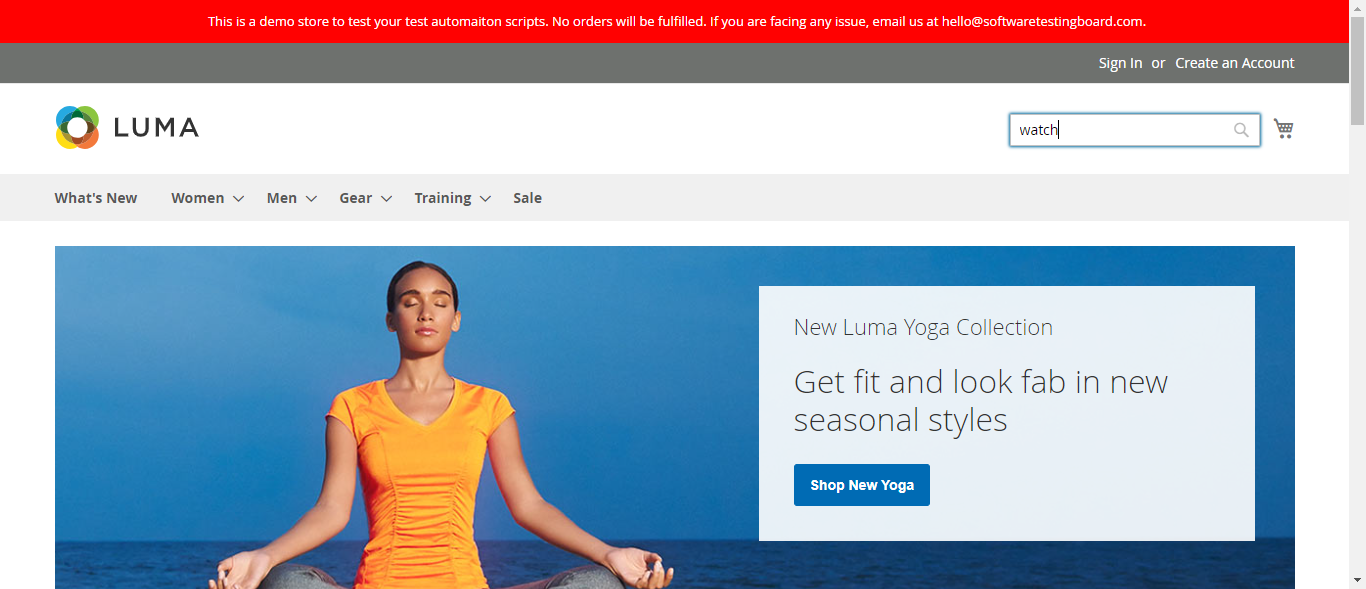 This is a demo store to test your test automaiton scripts. No orders will be fulfilled. If you are facing any issue, email us at hello@softwaretestingboard.com.
Sign In or Create an Account
LUMA
watch
What's New Women Men Gear Training Sale
New Luma Yoga Collection
Get fit and look fab in new
seasonal styles
Shop New Yoga